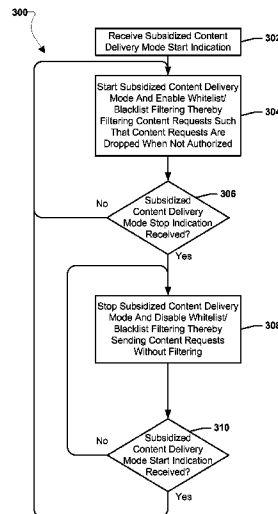 300
Receive Subsidized Content
Delivery Mode Start Indication
302
Start Subsidized Content Delivery
Mode And Enable Whitelist/
Blacklist Filtering Thereby
Filtering Content Requests Such
That Content Requests Are
Dropped When Not Authorized
304
306
Subsidized
Content Delivery
Mode Stop Indication
Received?
No
Yes
Stop Subsidized Content Delivery
Mode And Disable Whitelist/
Blacklist Filtering Thereby
Sending Content Requests
Without Filtering
308
310
Subsidized
Content Delivery
Mode Start Indication
Received?
No
Yes